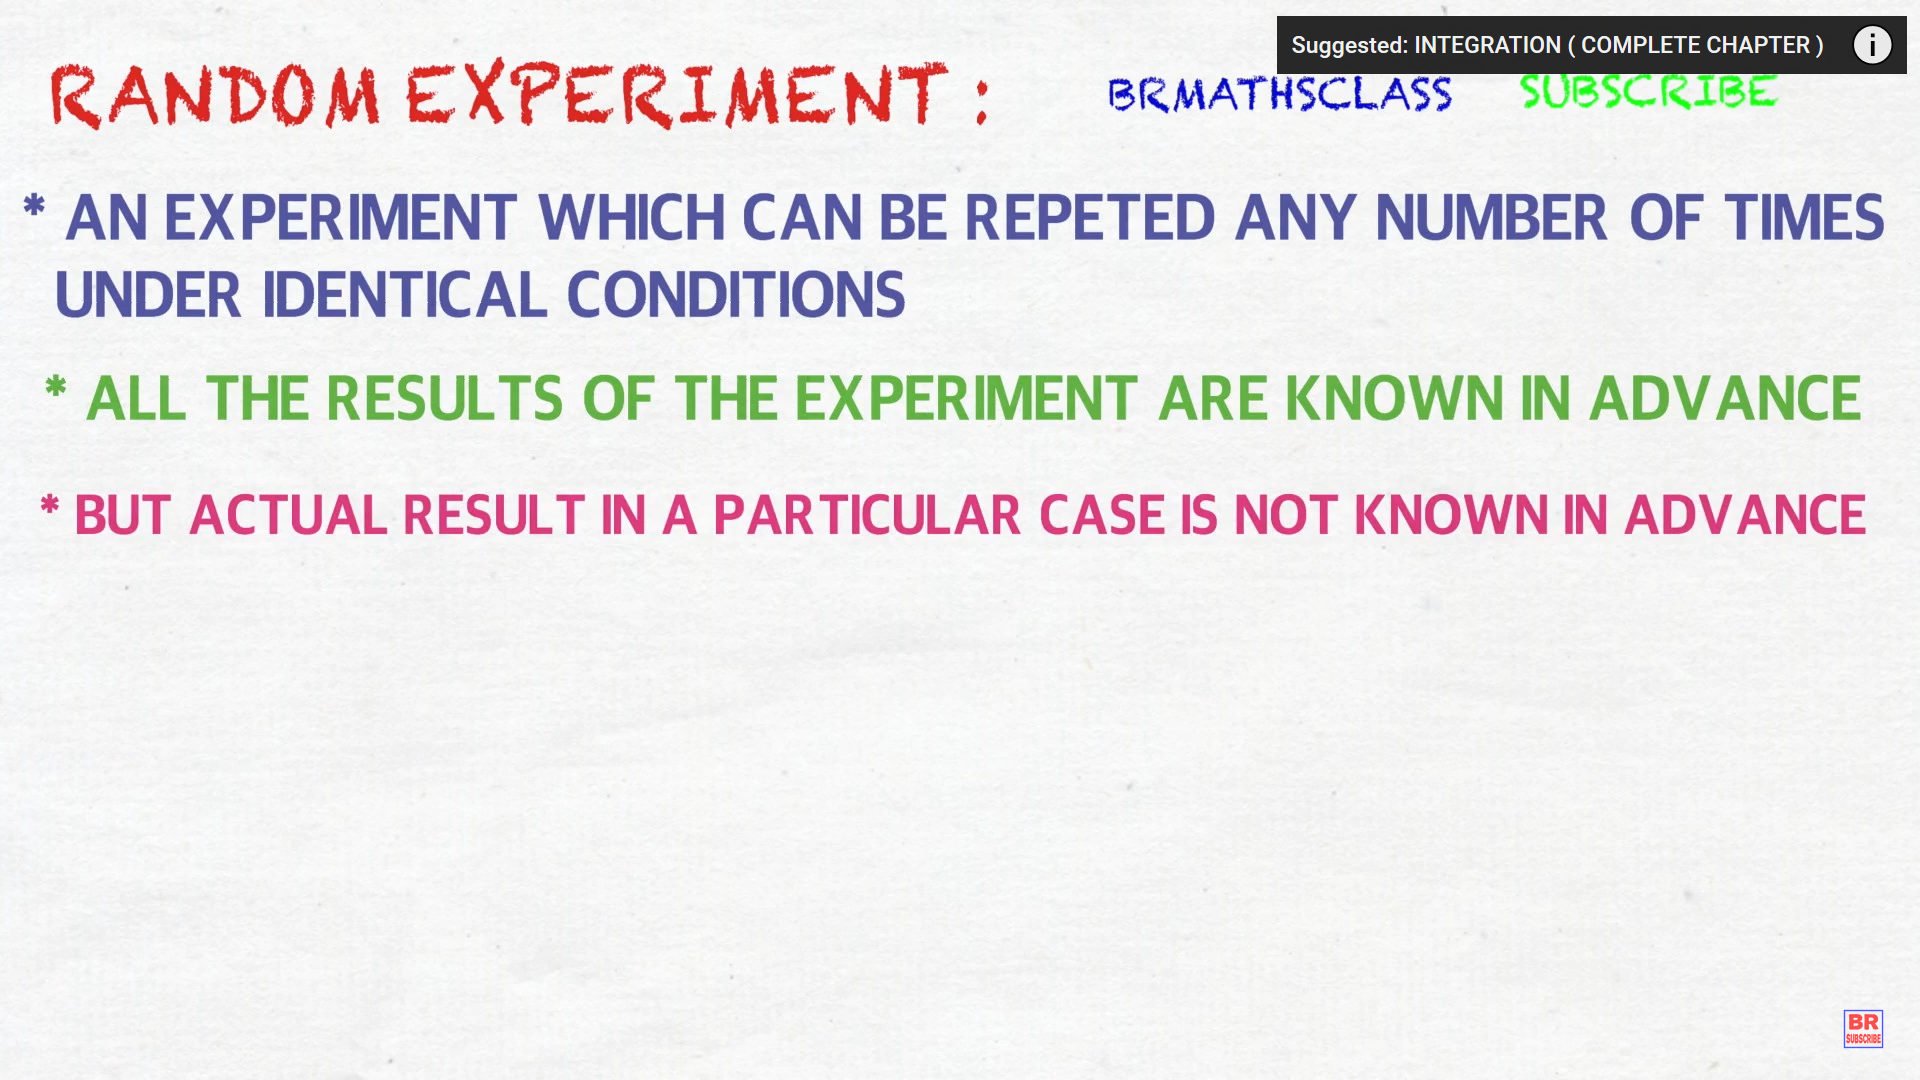 Suggested: INTEGRATION ( COMPLETE CHAPTER )
RANDOM EXPERIMENT :
BRMATHSCLASS SUBSCRIBE
* AN EXPERIMENT WHICH CAN BE REPETED ANY NUMBER OF TIMES
UNDER IDENTICAL CONDITIONS
* ALL THE RESULTS OF THE EXPERIMENT ARE KNOWN IN ADVANCE
* BUT ACTUAL RESULT IN A PARTICULAR CASE IS NOT KNOWN IN ADVANCE
BR
SUBSCRIBE